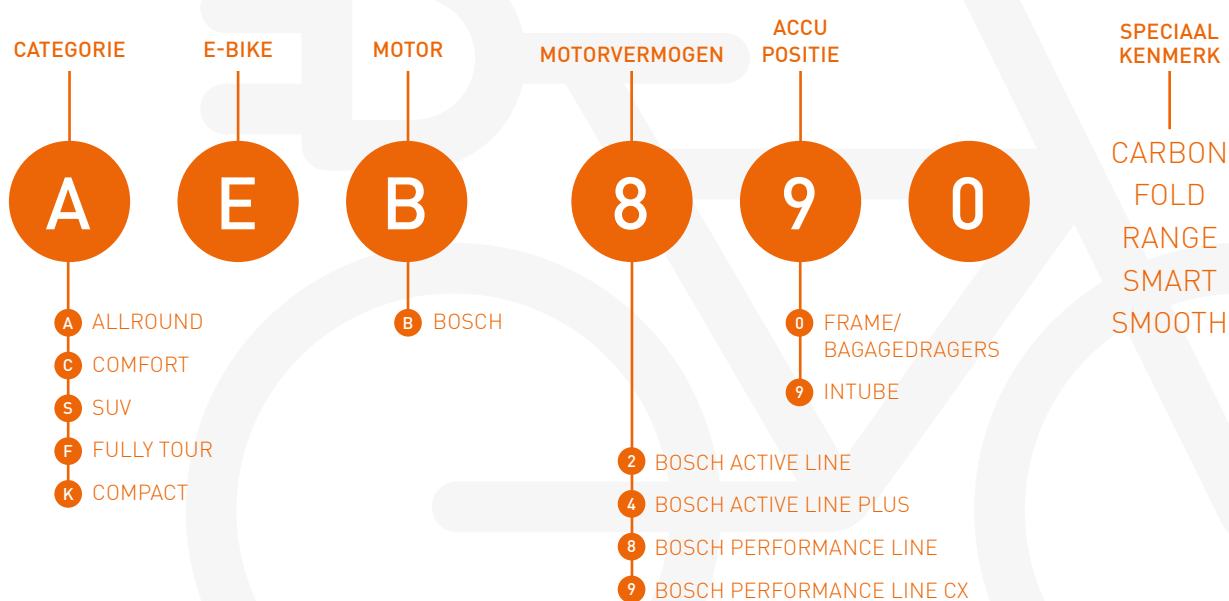 CATEGORIE
E-BIKE
MOTOR
MOTORVERMOGEN
ACCU
POSITIE
SPECIAAL
KENMERK
A
E
B
8
9
0
CARBON
FOLD
RANGE
SMART
SMOOTH
A ALLROUND
C COMFORT
S SUV
F FULLY TOUR
K COMPACT
B BOSCH
2 BOSCH ACTIVE LINE
4 BOSCH ACTIVE LINE PLUS
8 BOSCH PERFORMANCE LINE
9 BOSCH PERFORMANCE LINE CX
0 FRAME/
BAGAGEDRAGERS
9 INTUBE